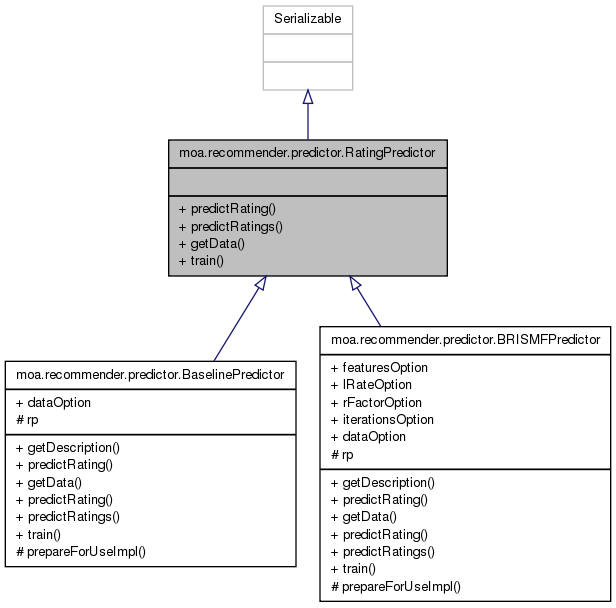 Serializable
moa.recommender.predictor.RatingPredictor
+ predictRating()
+ predictRatings()
+ getData()
+ train()
moa.recommender.predictor.BaselinePredictor
+ dataOption
# rp
+ getDescription()
+ predictRating()
+ getData()
+ predictRating()
+ predictRatings()
+ train()
# prepareForUseImpl()
moa.recommender.predictor.BRISMFPredictor
+ featuresOption
+ lRateOption
+ rFactorOption
+ iterationsOption
+ dataOption
# rp
+ getDescription()
+ predictRating()
+ getData()
+ predictRating()
+ predictRatings()
+ train()
# prepareForUseImpl()